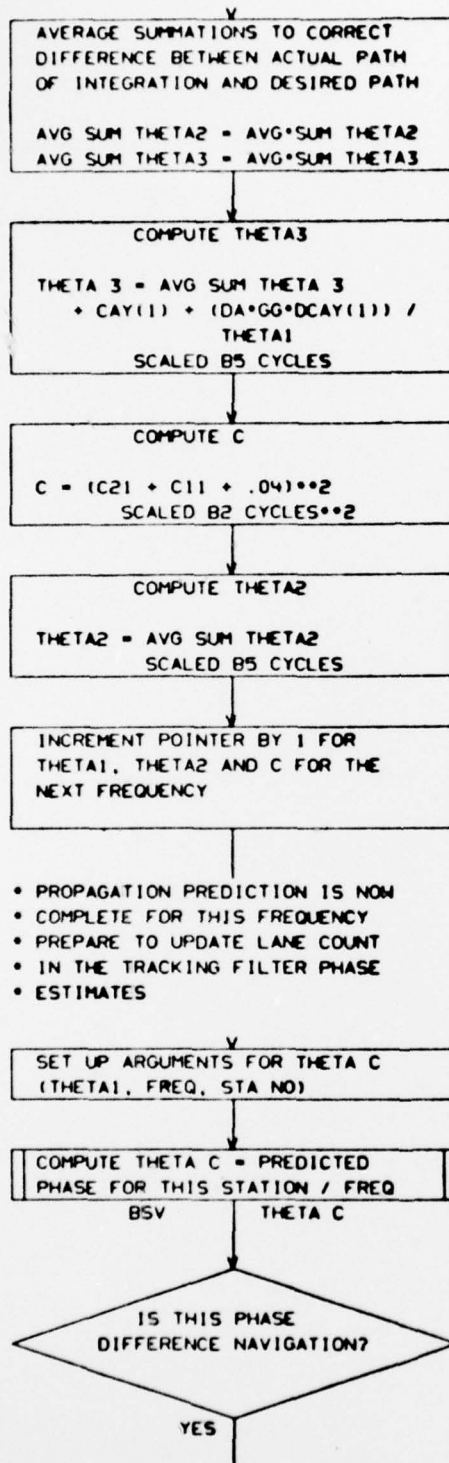 AVERAGE SUMMATIONS TO CORRECT
DIFFERENCE BETWEEN ACTUAL PATH
OF INTEGRATION AND DESIRED PATH
AVG SUM THETA2 = AVG*SUM THETA2
AVG SUM THETA3 = AVG*SUM THETA3
COMPUTE THETA3
THETA 3 = AVG SUM THETA 3
+ CAY(1) + (DA*GG*DCAY(1)) /
THETA1
SCALED B5 CYCLES
COMPUTE C
C = (C21 + C11 + .04)**2
SCALED B2 CYCLES**2
COMPUTE THETA2
THETA2 = AVG SUM THETA2
SCALED B5 CYCLES
INCREMENT POINTER BY 1 FOR
THETA1, THETA2 AND C FOR THE
NEXT FREQUENCY
* PROPAGATION PREDICTION IS NOW
* COMPLETE FOR THIS FREQUENCY
* PREPARE TO UPDATE LANE COUNT
* IN THE TRACKING FILTER PHASE
* ESTIMATES
SET UP ARGUMENTS FOR THETA C
(THETA1, FREQ, STA NO)
COMPUTE THETA C = PREDICTED
PHASE FOR THIS STATION / FREQ
BSV THETA C
IS THIS PHASE
DIFFERENCE NAVIGATION?
YES